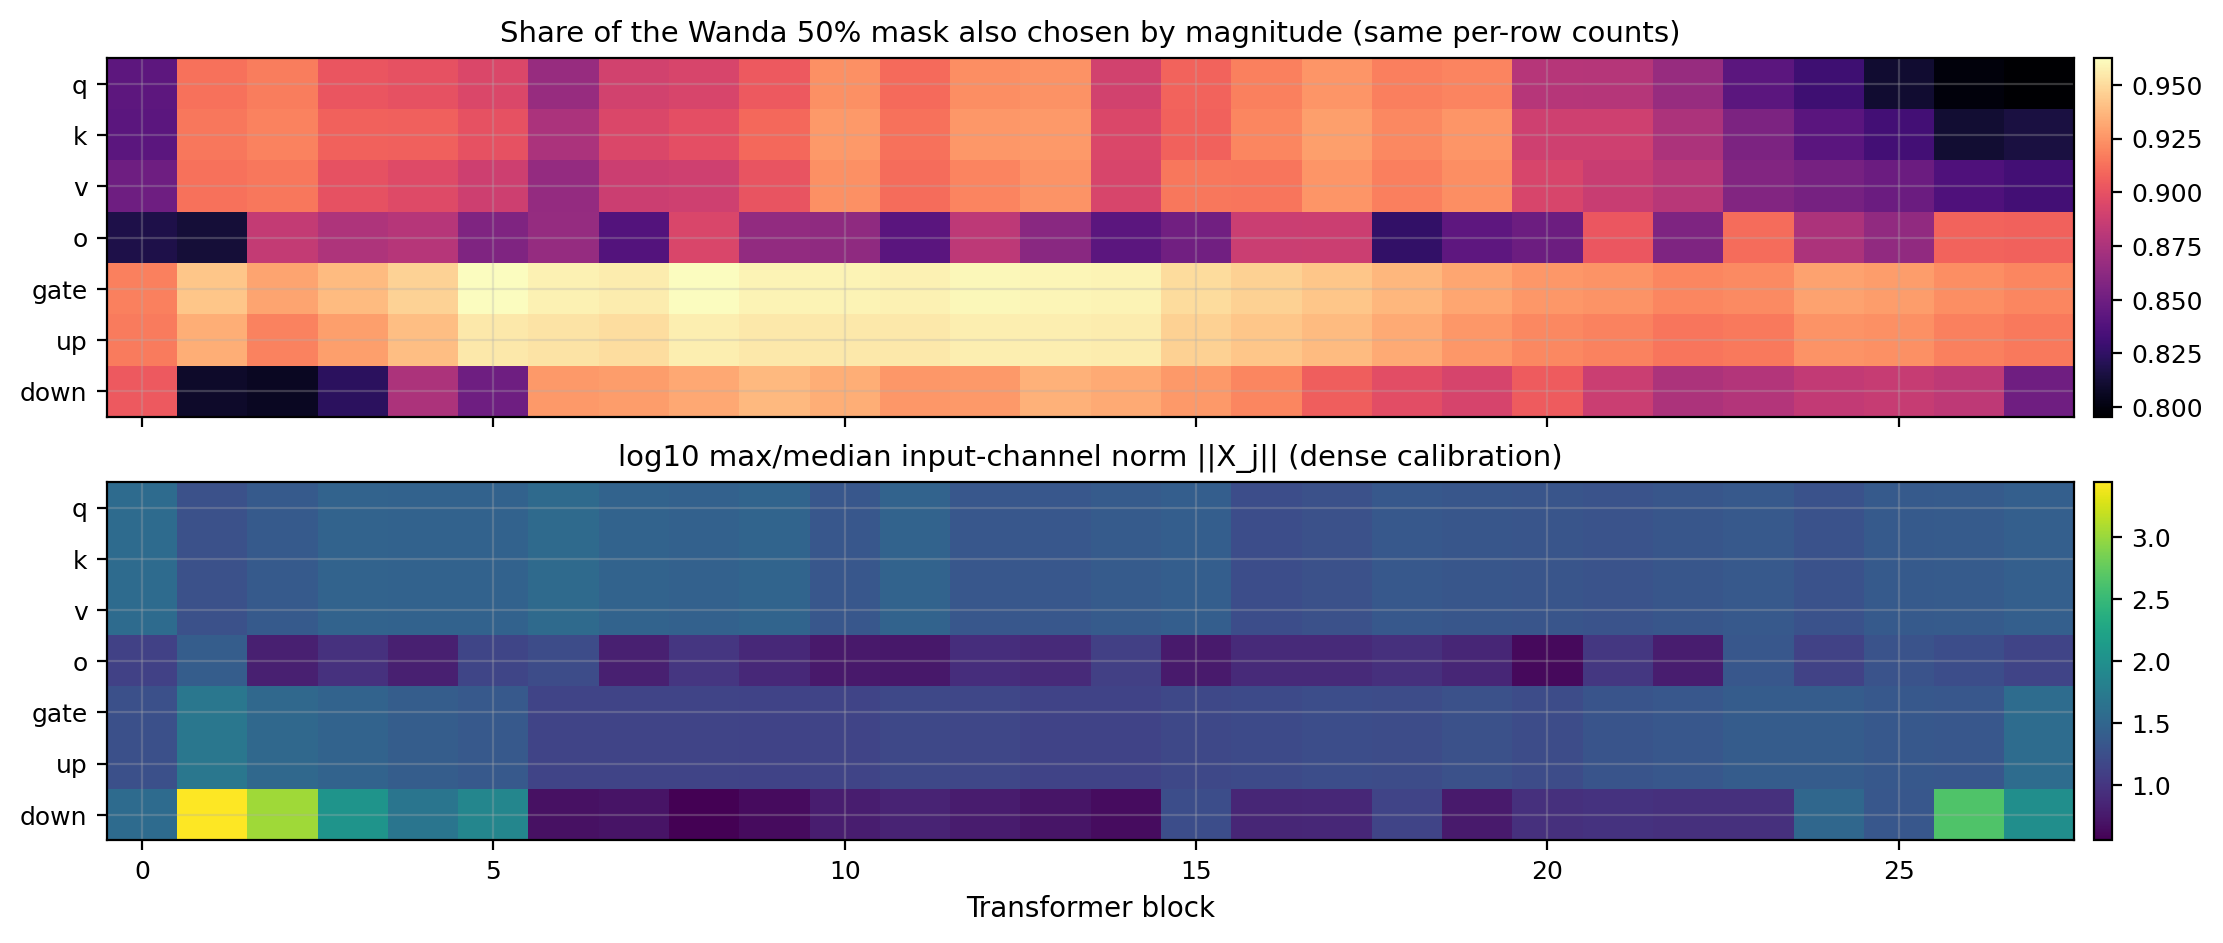 Share of the Wanda 50% mask also chosen by magnitude (same per-row counts)
q
k
v
o
gate
up
down
0.950
0.925
0.900
0.875
0.850
0.825
0.800
log10 max/median input-channel norm ||X_j|| (dense calibration)
q
k
v
o
gate
up
down
3.0
2.5
2.0
1.5
1.0
0 5 10 15 20 25
Transformer block